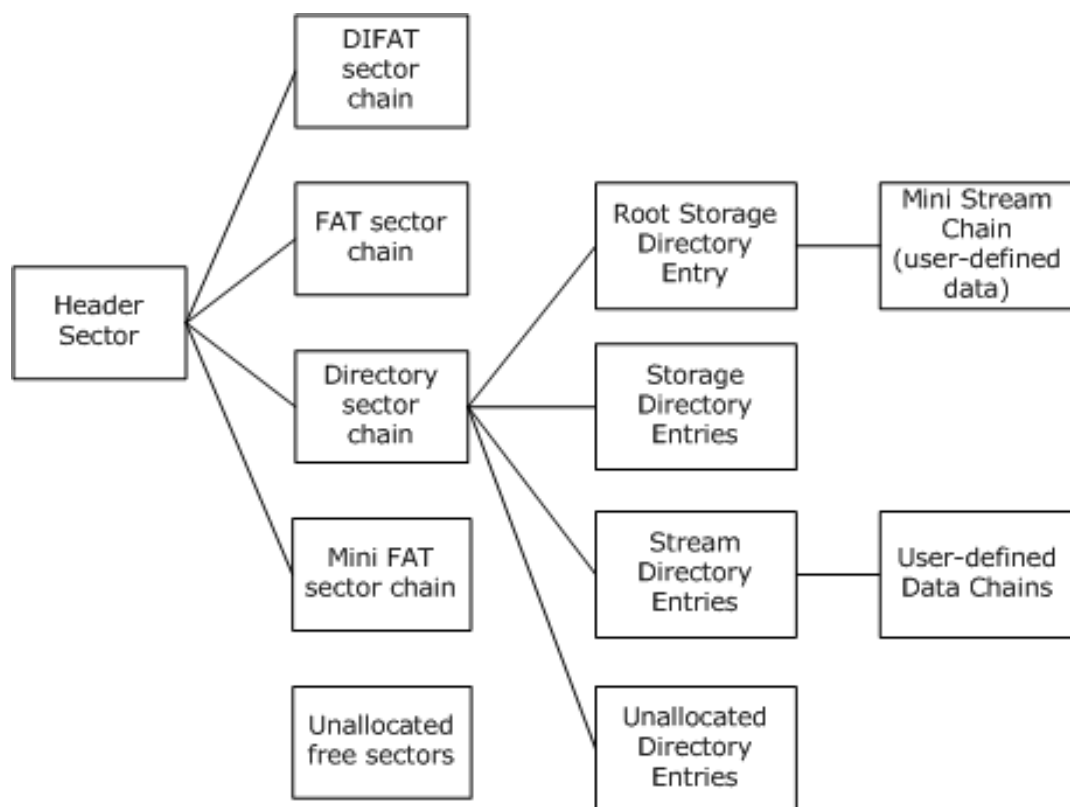 DIFAT
sector
chain
FAT sector
chain
Root Storage
Directory
Entry
Mini Stream
Chain
(user-defined
data)
Header
Sector
Directory
sector
chain
Storage
Directory
Entries
Mini FAT
sector chain
Stream
Directory
Entries
User-defined
Data Chains
Unallocated
free sectors
Unallocated
Directory
Entries